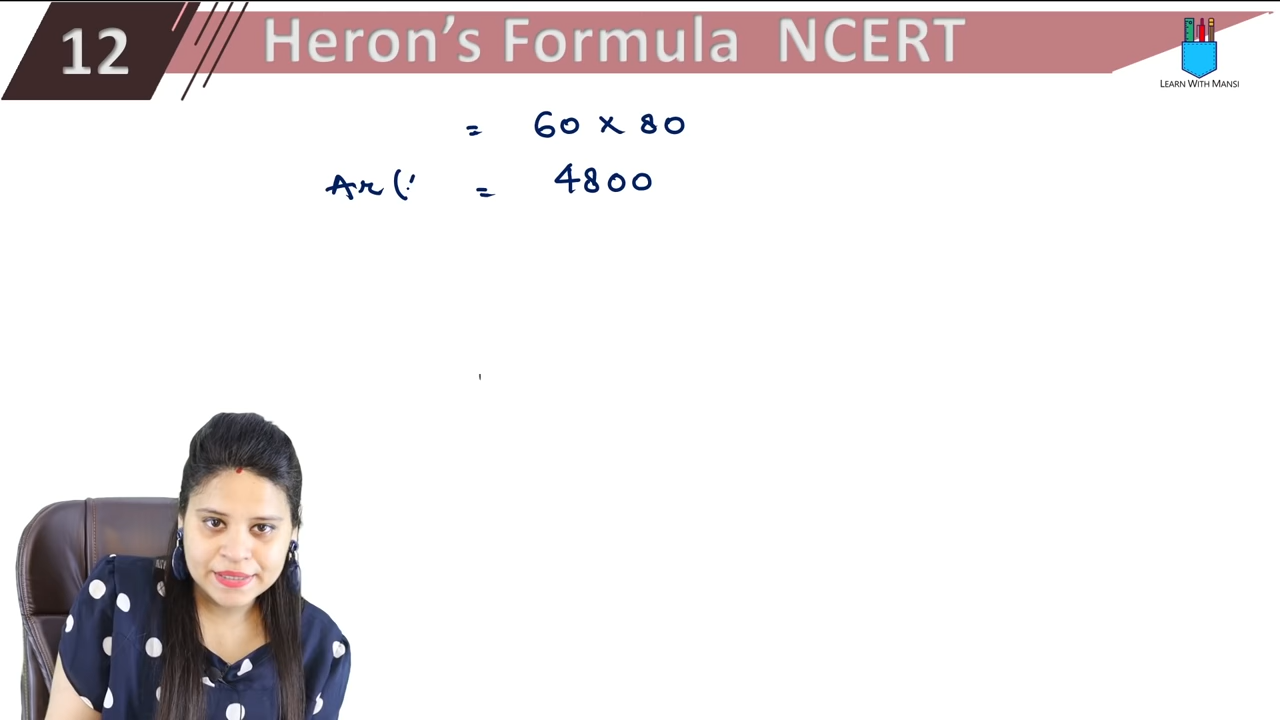 12
Heron's Formula NCERT
LEARN WITH MANSI
= 60 × 80
Ar ( = 4800